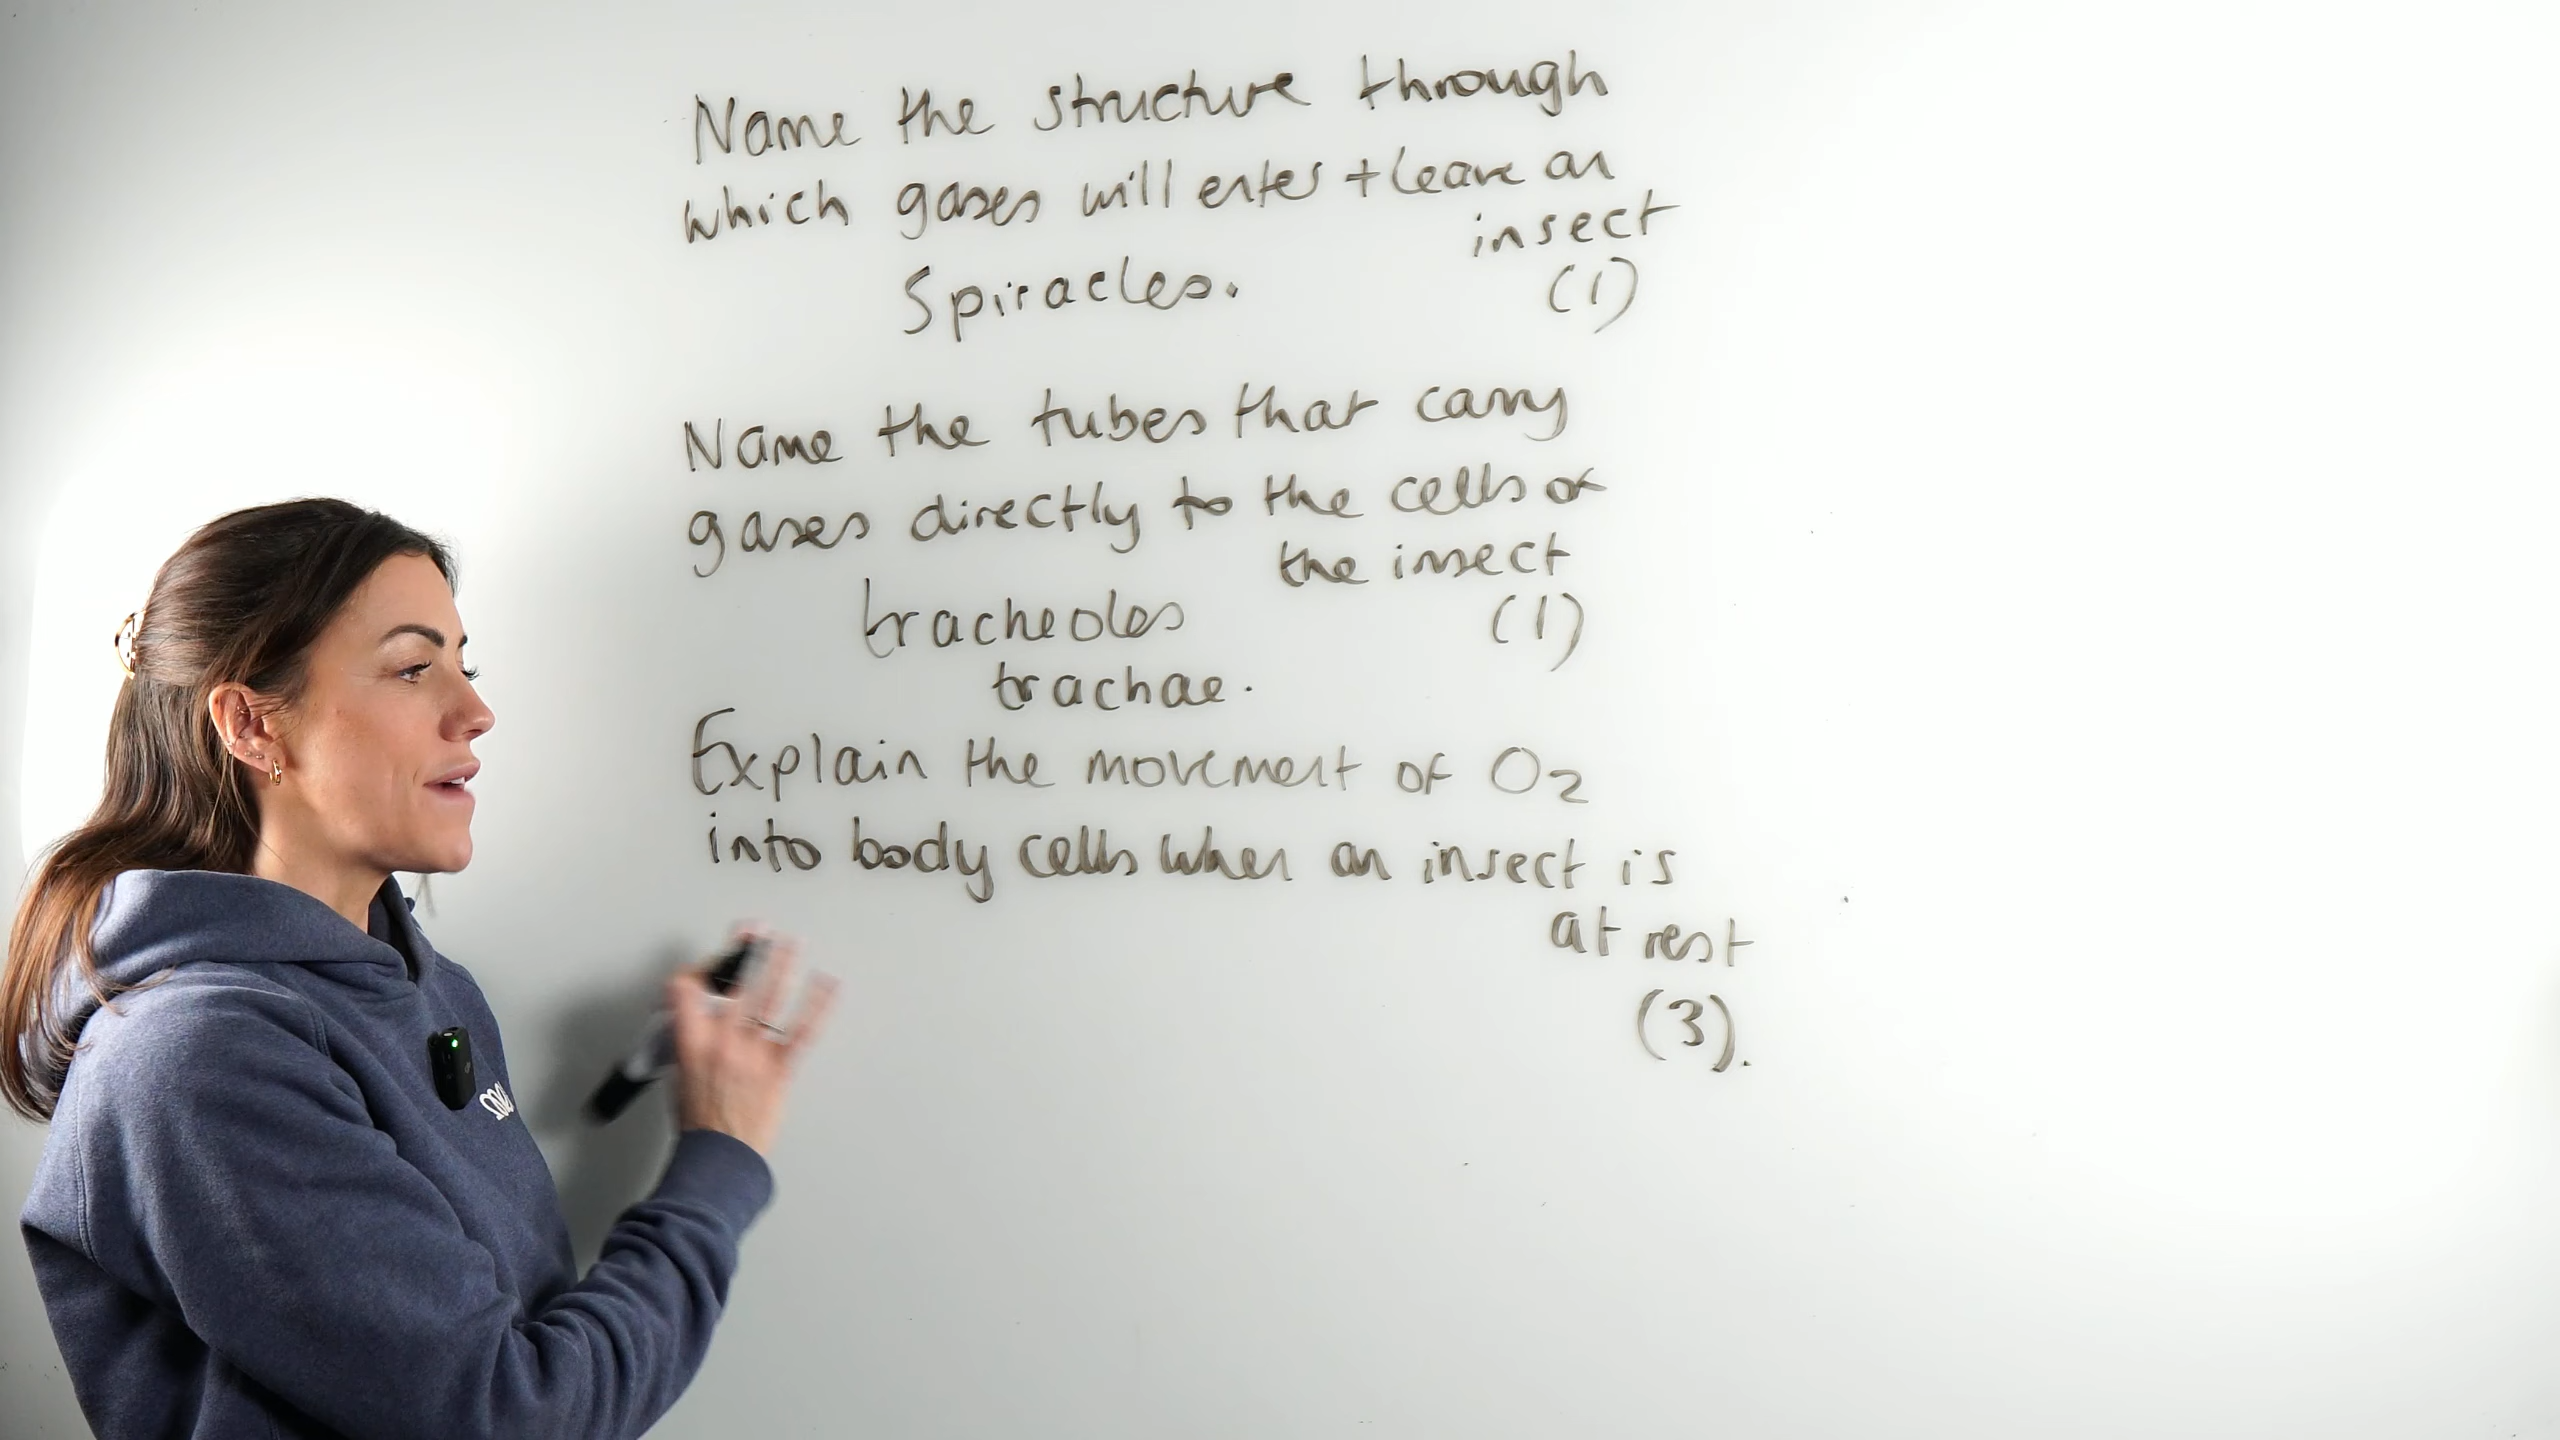 Name the structure through
which gases will enter + leave an
insect
Spiracles.
(1)
Name the tubes that carry
gases directly to the cells of
the insect
tracheoles
(1)
trachae.
Explain the movement of O2
into body cells when an insect is
at rest
(3).